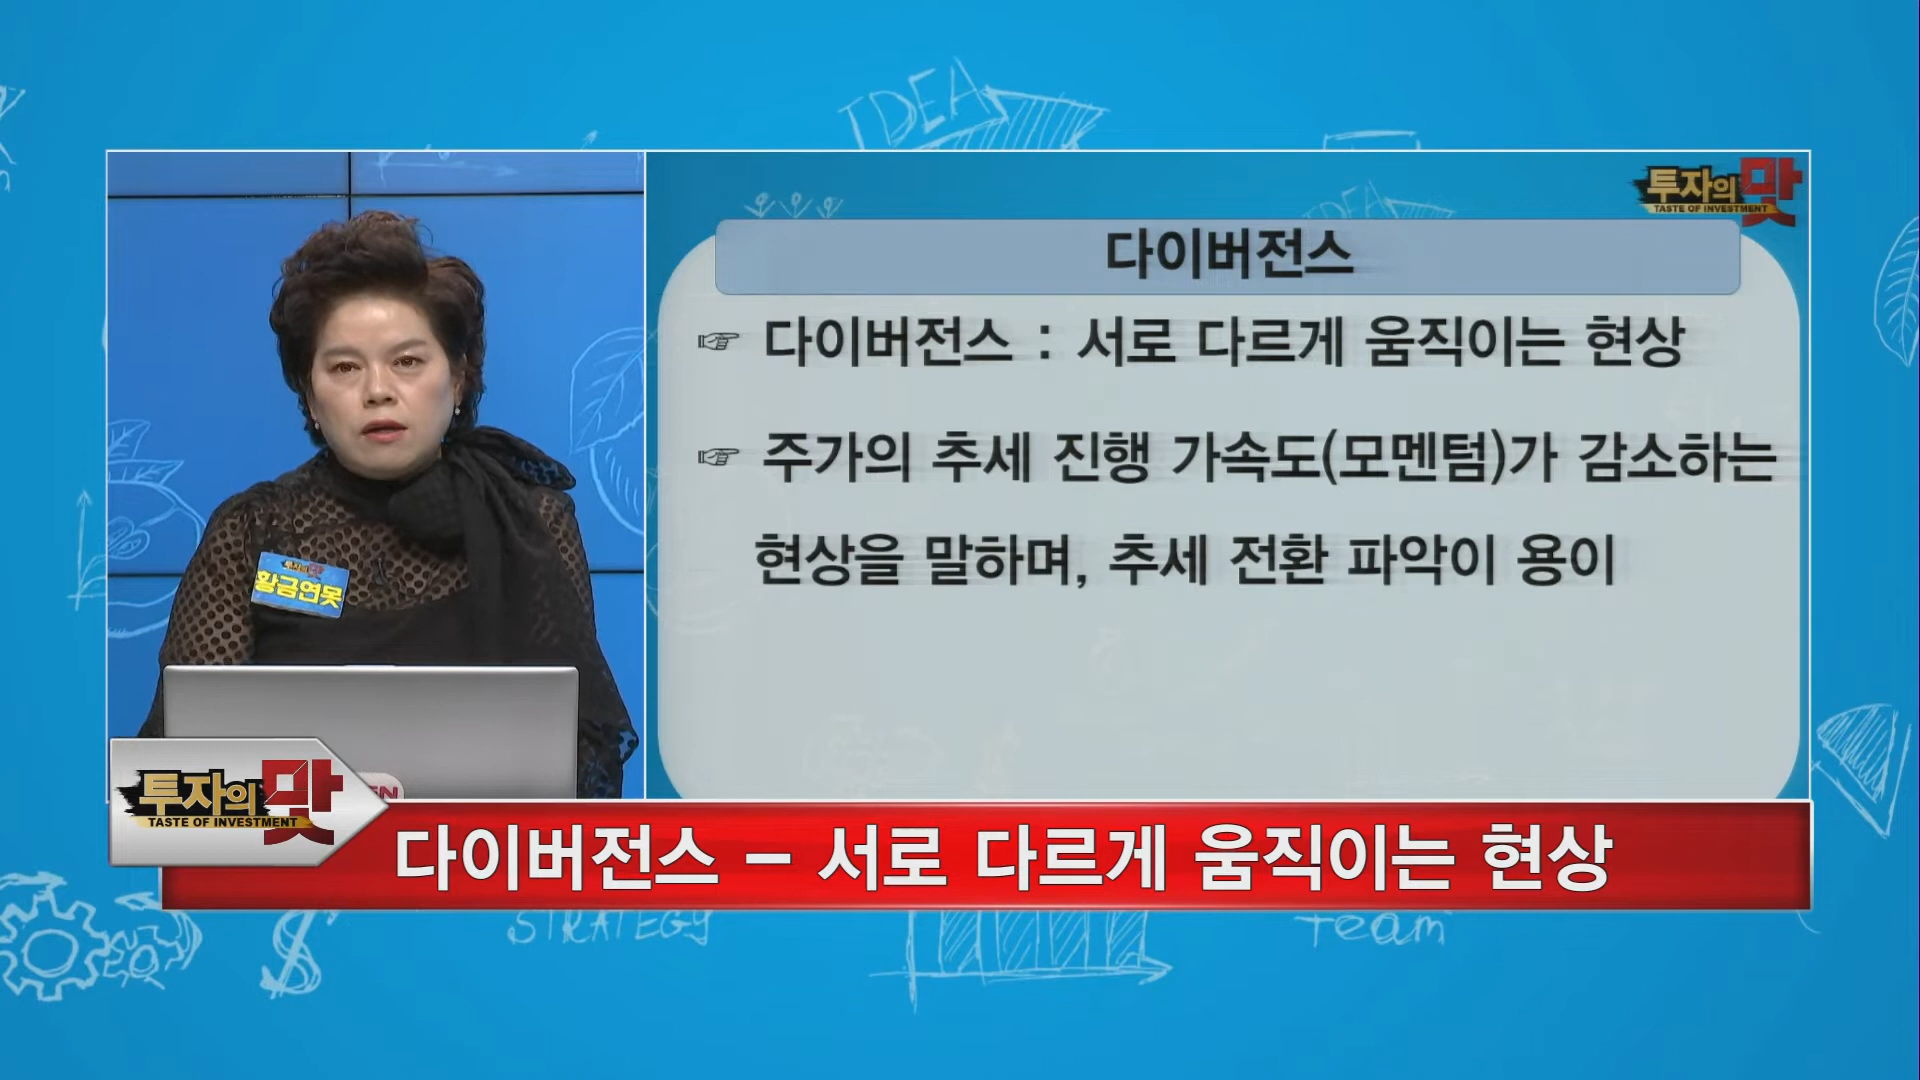 IDEA
투자의 맛
TASTE OF INVESTMENT
다이버전스
☞ 다이버전스 : 서로 다르게 움직이는 현상
☞ 주가의 추세 진행 가속도(모멘텀)가 감소하는
현상을 말하며, 추세 전환 파악이 용이
투자의 맛
황금연못
투자의 맛
TASTE OF INVESTMENT
다이버전스 - 서로 다르게 움직이는 현상
STRATEGY
Team